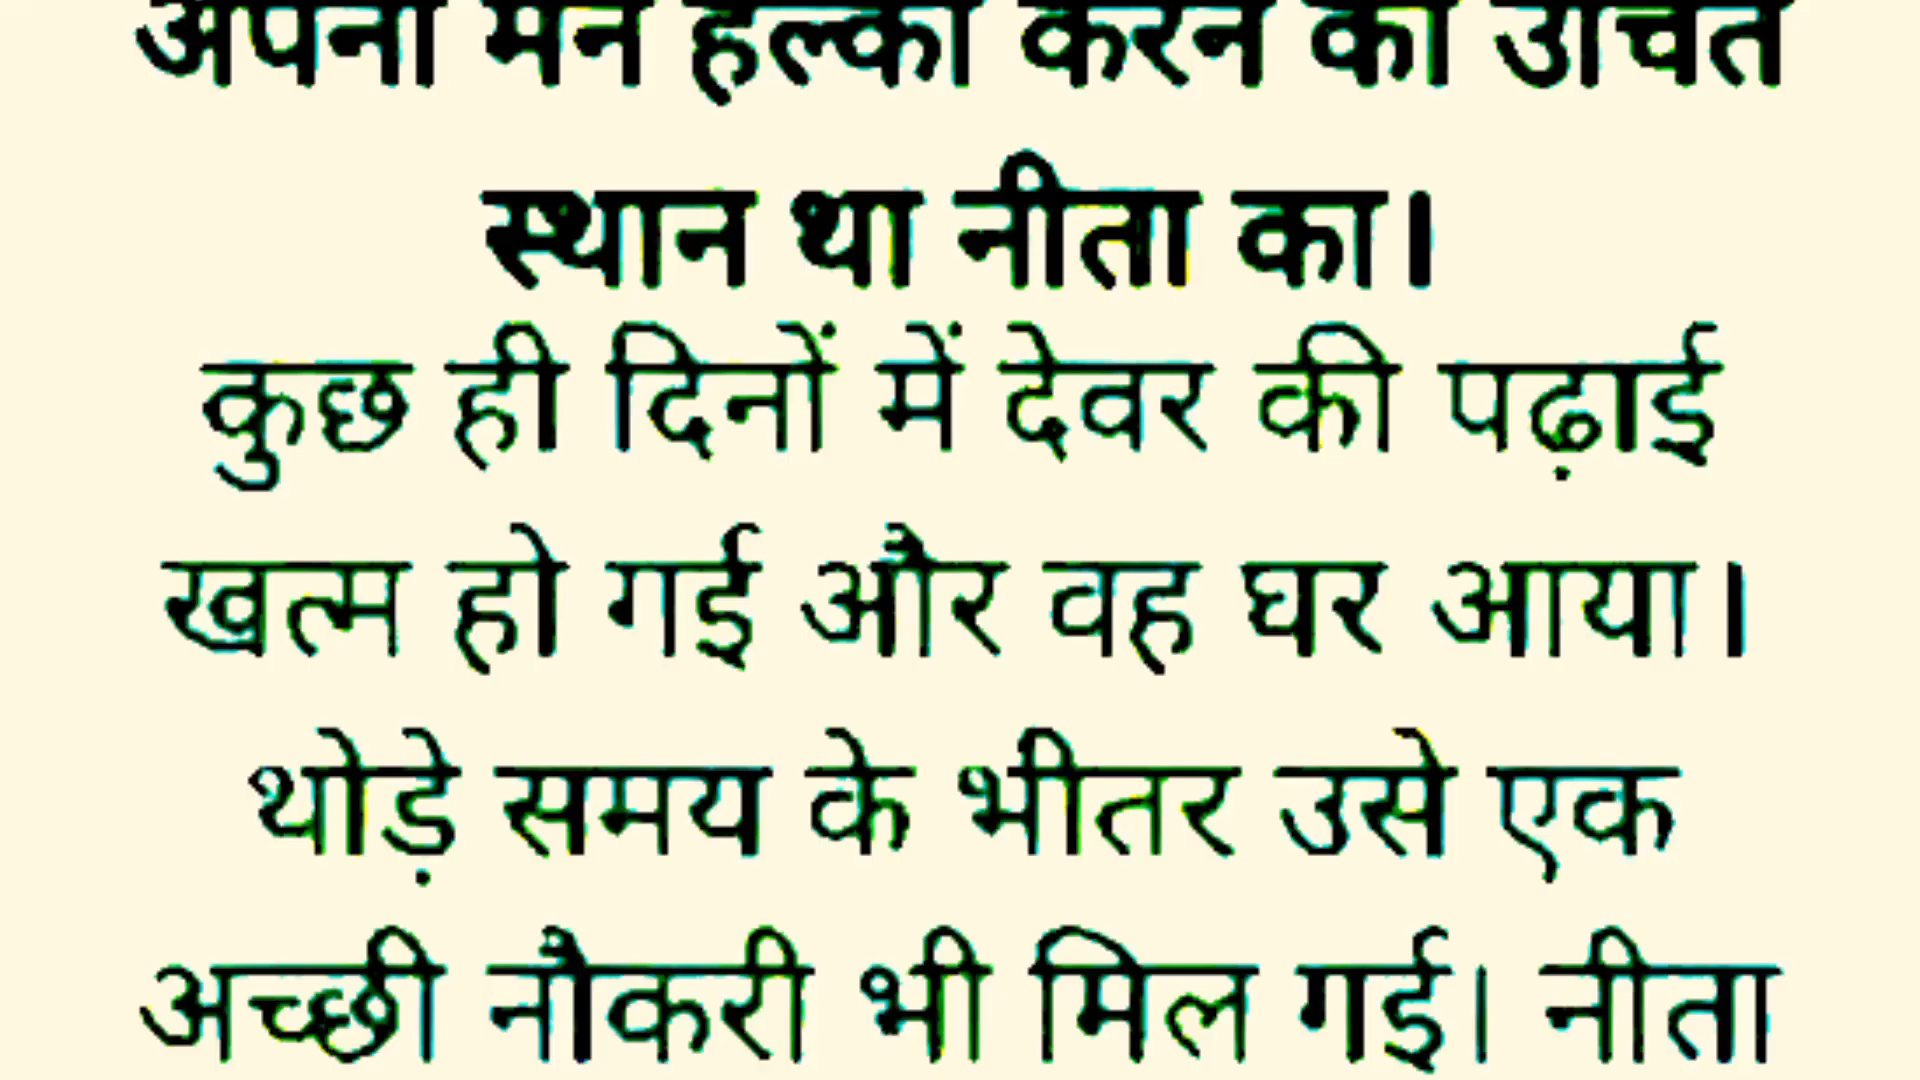 अपना मन हल्का करने का उचित
स्थान था नीता का।
कुछ ही दिनों में देवर की पढ़ाई
खत्म हो गई और वह घर आया।
थोड़े समय के भीतर उसे एक
अच्छी नौकरी भी मिल गई। नीता